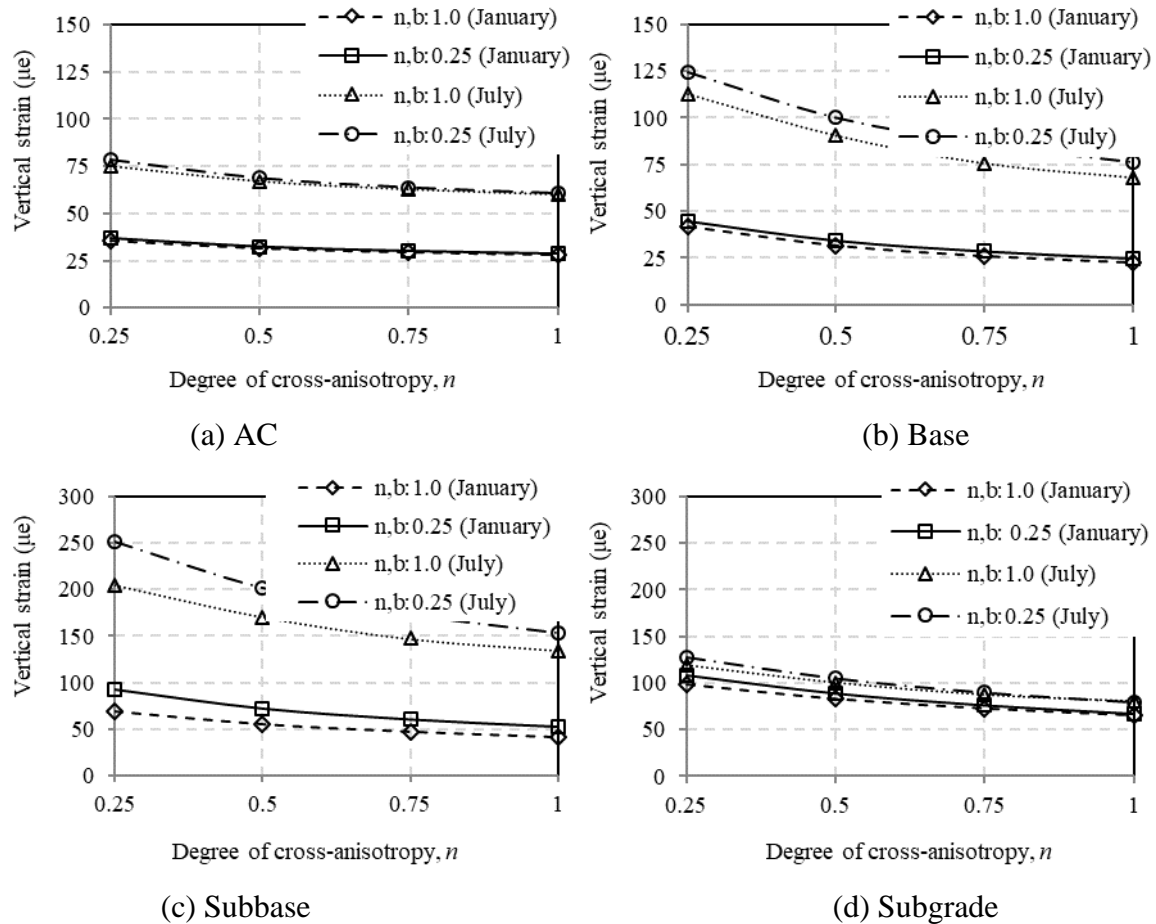 150
125
100
75
50
25
0
Vertical strain (µe)
n,b:1.0 (January)
n,b:0.25 (January)
n,b:1.0 (July)
n,b:0.25 (July)
0.25 0.5 0.75 1
Degree of cross-anisotropy, n
(a) AC
150
125
100
75
50
25
0
Vertical strain (µe)
n,b:1.0 (January)
n,b:0.25 (January)
n,b:1.0 (July)
n,b:0.25 (July)
0.25 0.5 0.75 1
Degree of cross-anisotropy, n
(b) Base
300
250
200
150
100
50
0
Vertical strain (µe)
n,b:1.0 (January)
n,b:0.25 (January)
n,b:1.0 (July)
n,b:0.25 (July)
0.25 0.5 0.75 1
Degree of cross-anisotropy, n
(c) Subbase
300
250
200
150
100
50
0
Vertical strain (µe)
n,b:1.0 (January)
n,b: 0.25 (January)
n,b:1.0 (July)
n,b:0.25 (July)
0.25 0.5 0.75 1
Degree of cross-anisotropy, n
(d) Subgrade